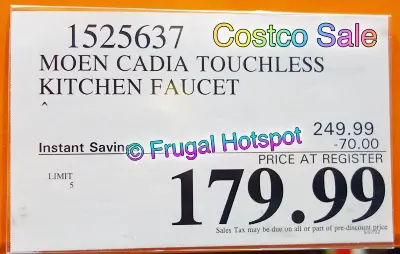 1525637 Costco Sale
MOEN CADIA TOUCHLESS
KITCHEN FAUCET
^
© Frugal Hotspot
249.99
Instant Savin
-70.00
PRICE AT REGISTER
LIMIT
5
179.99
Sales Tax may be due on all or part of pre-discount price